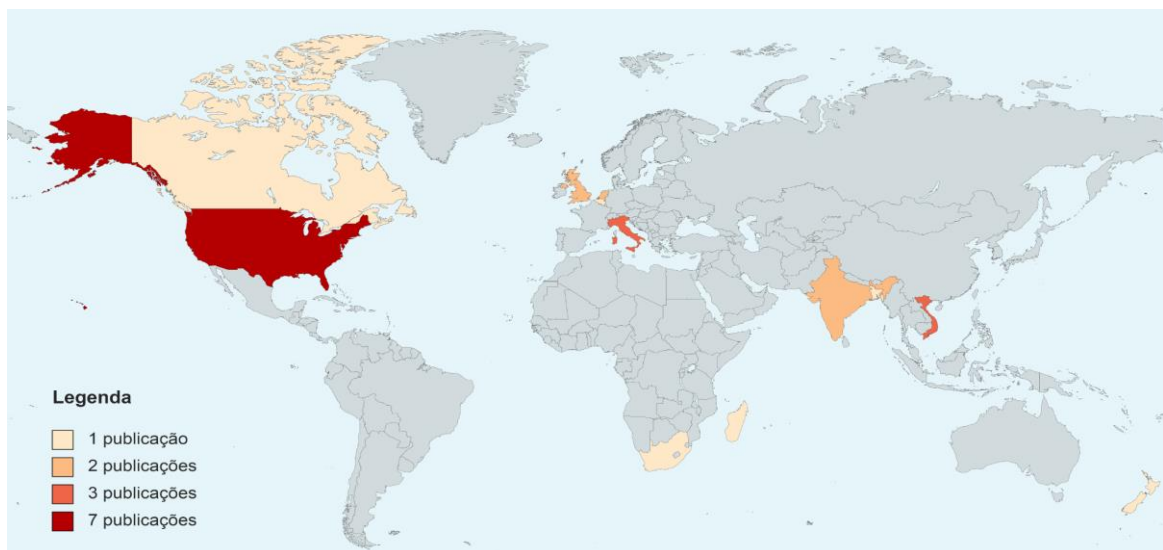 Legenda
1 publicação
2 publicações
3 publicações
7 publicações